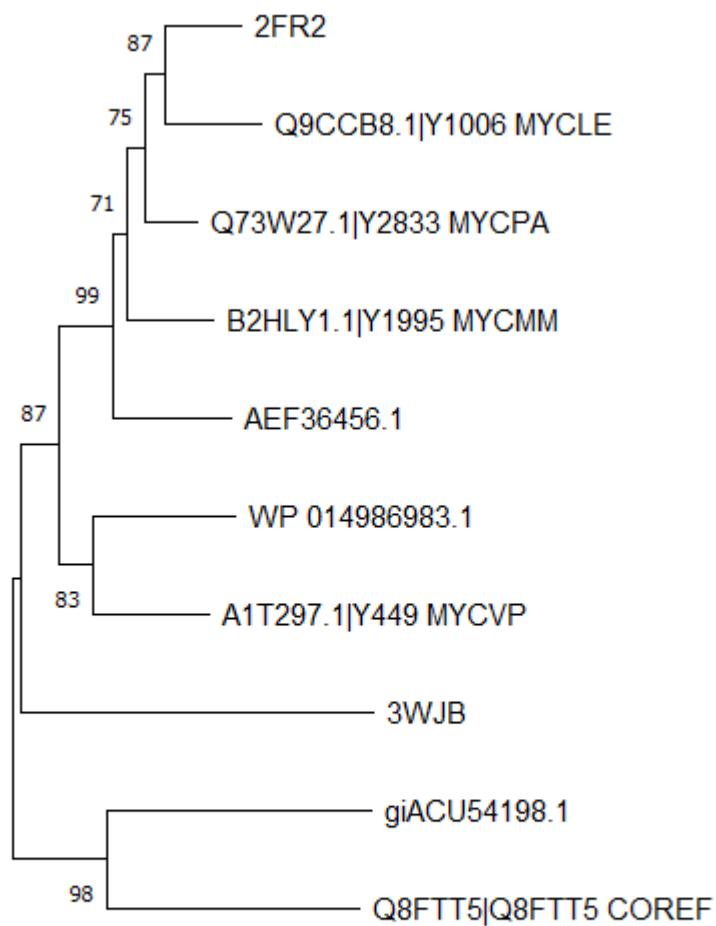 87
2FR2
75
Q9CCB8.1|Y1006 MYCLE
71
Q73W27.1|Y2833 MYCPA
99
B2HLY1.1|Y1995 MYCMM
87
AEF36456.1
WP 014986983.1
83
A1T297.1|Y449 MYCVP
3WJB
giACU54198.1
98
Q8FTT5|Q8FTT5 COREF